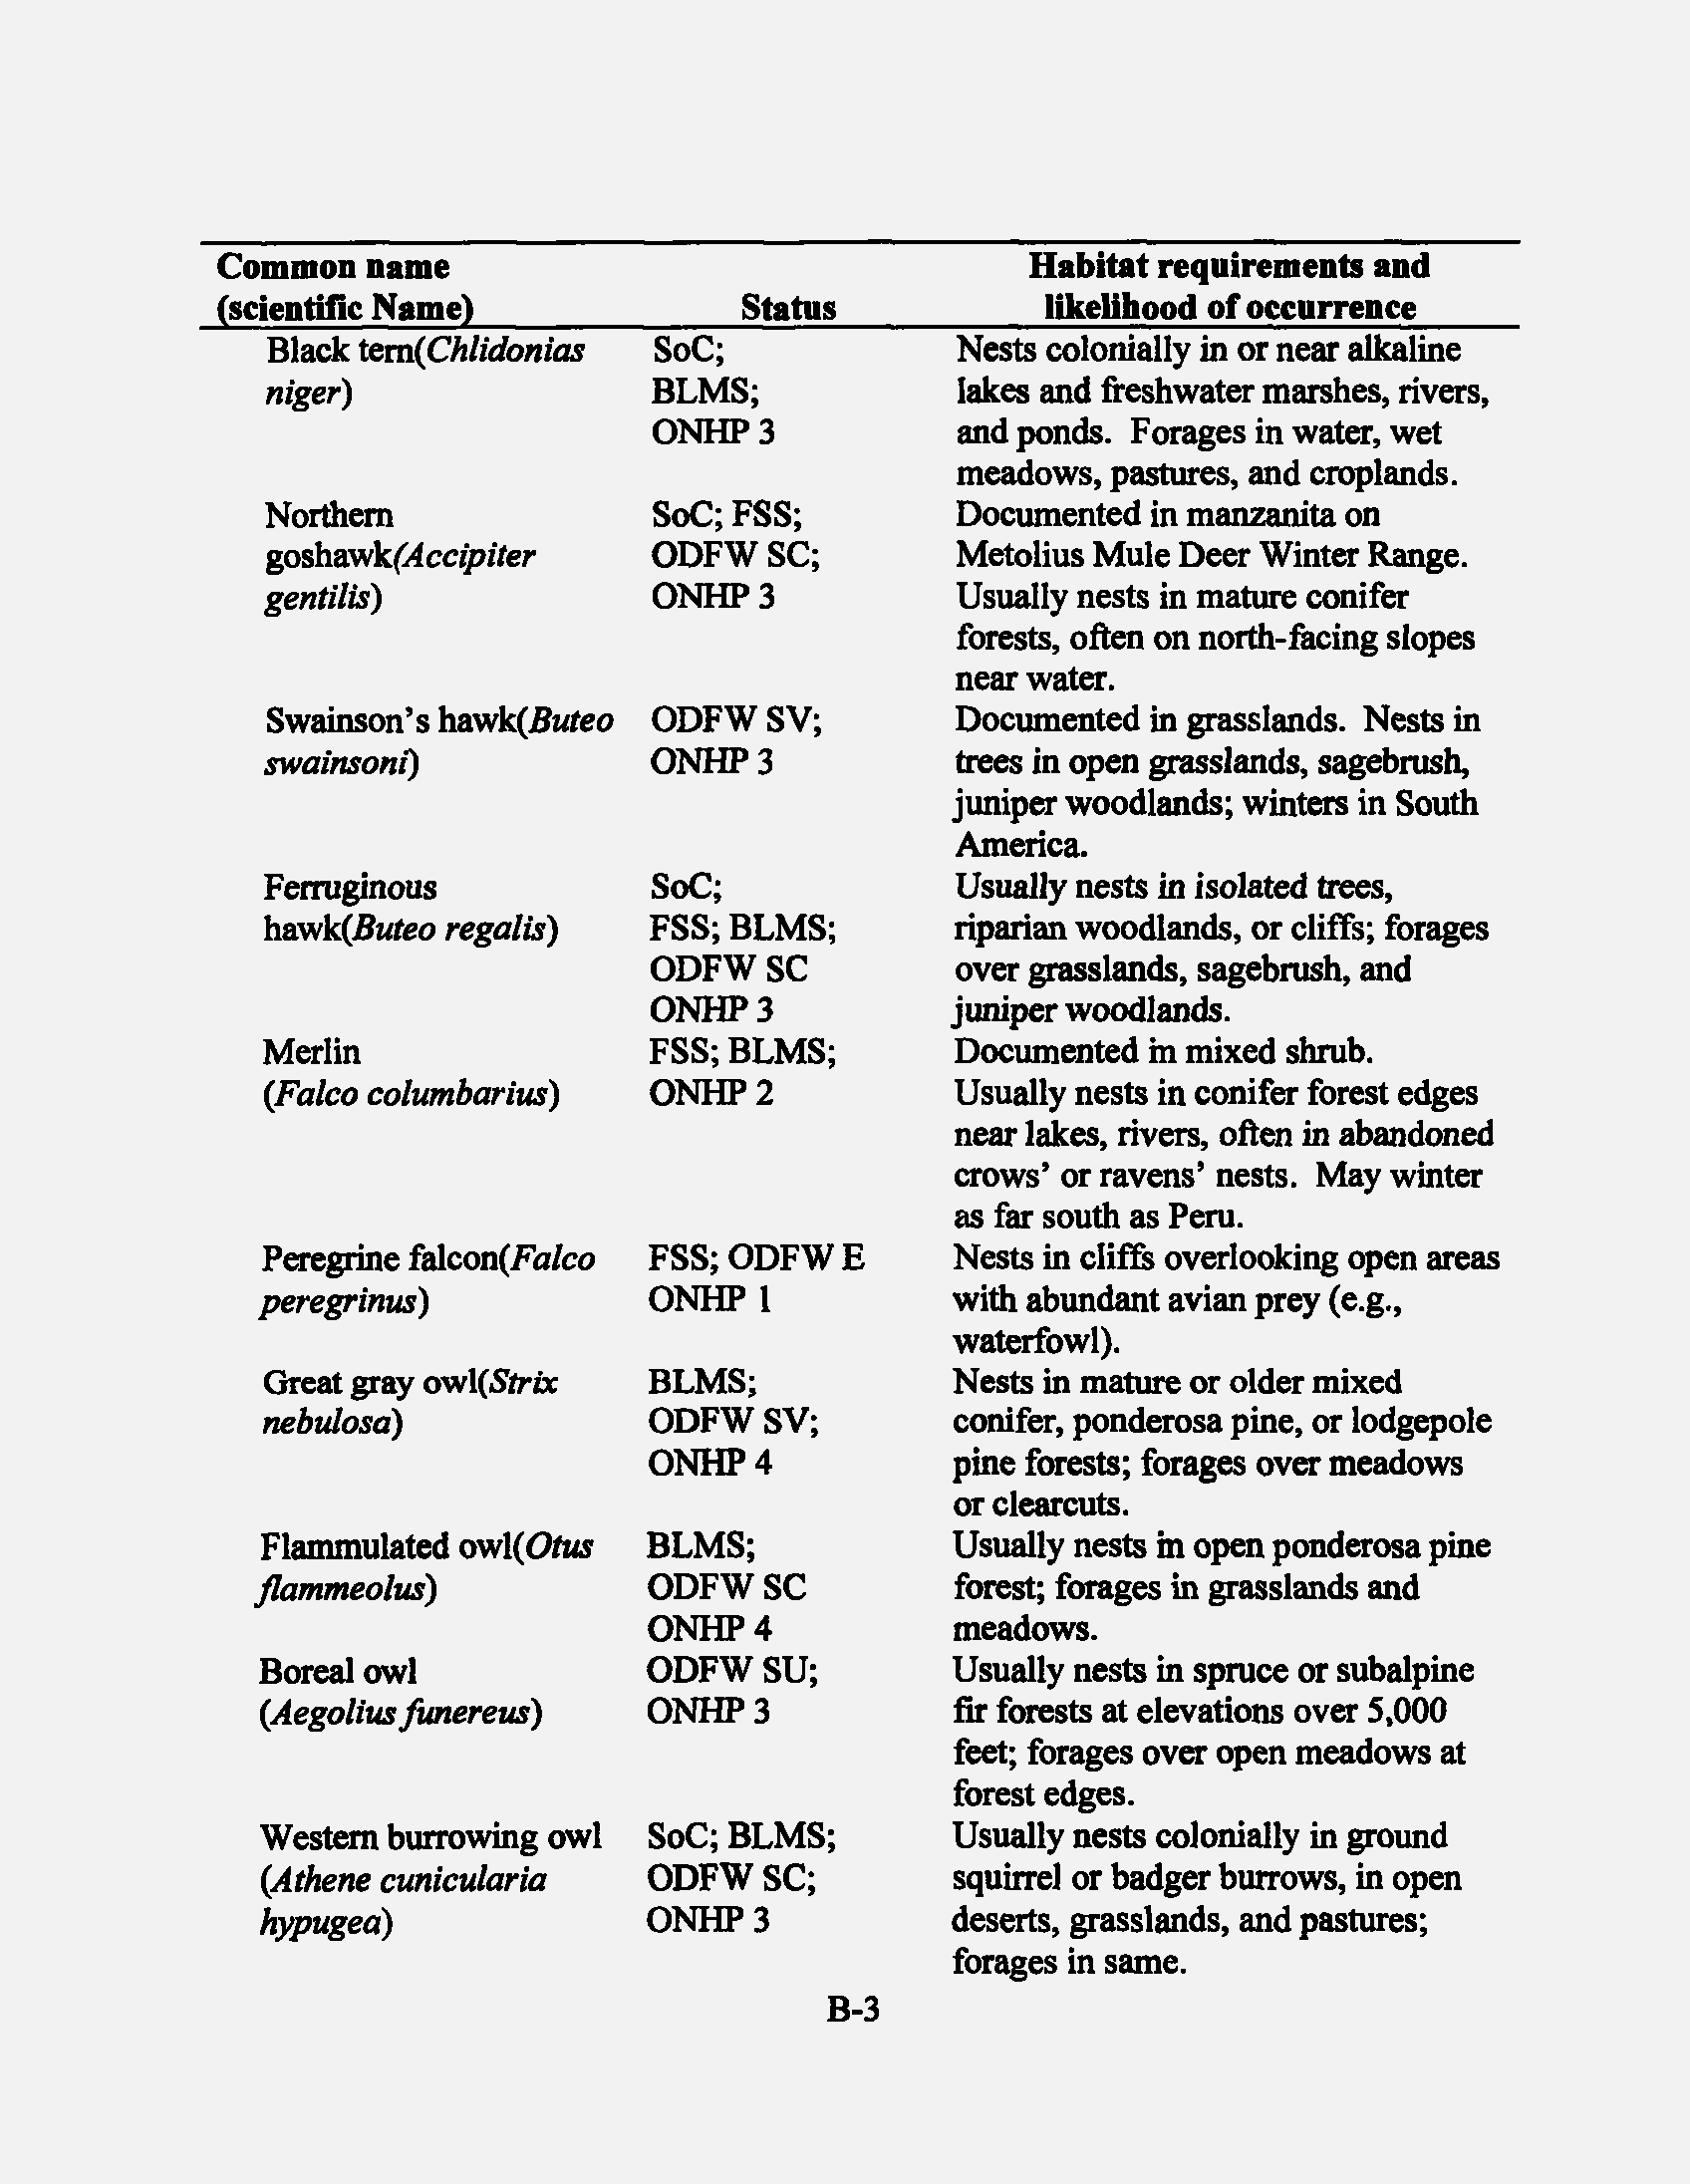 Common name
(scientific Name) Status Habitat requirements and
likelihood of occurrence
Black tern(Chlidonias SoC; Nests colonially in or near alkaline
niger) BLMS; lakes and freshwater marshes, rivers,
ONHP 3 and ponds. Forages in water, wet
meadows, pastures, and croplands.
Northern SoC; FSS; Documented in manzanita on
goshawk(Accipiter ODFW SC; Metolius Mule Deer Winter Range.
gentilis) ONHP 3 Usually nests in mature conifer
forests, often on north-facing slopes
near water.
Swainson's hawk(Buteo ODFW SV; Documented in grasslands. Nests in
swainsoni) ONHP 3 trees in open grasslands, sagebrush,
juniper woodlands; winters in South
America.
Ferruginous SoC; Usually nests in isolated trees,
hawk(Buteo regalis) FSS; BLMS; riparian woodlands, or cliffs; forages
ODFW SC over grasslands, sagebrush, and
ONHP 3 juniper woodlands.
Merlin FSS; BLMS; Documented in mixed shrub.
(Falco columbarius) ONHP 2 Usually nests in conifer forest edges
near lakes, rivers, often in abandoned
crows' or ravens' nests. May winter
as far south as Peru.
Peregrine falcon(Falco FSS; ODFW E Nests in cliffs overlooking open areas
peregrinus) ONHP 1 with abundant avian prey (e.g.,
waterfowl).
Great gray owl(Strix BLMS; Nests in mature or older mixed
nebulosa) ODFW SV; conifer, ponderosa pine, or lodgepole
ONHP 4 pine forests; forages over meadows
or clearcuts.
Flammulated owl(Otus BLMS; Usually nests in open ponderosa pine
flammeolus) ODFW SC forest; forages in grasslands and
ONHP 4 meadows.
Boreal owl ODFW SU; Usually nests in spruce or subalpine
(Aegolius funereus) ONHP 3 fir forests at elevations over 5,000
feet; forages over open meadows at
forest edges.
Western burrowing owl SoC; BLMS; Usually nests colonially in ground
(Athene cunicularia ODFW SC; squirrel or badger burrows, in open
hypugea) ONHP 3 deserts, grasslands, and pastures;
forages in same.
B-3